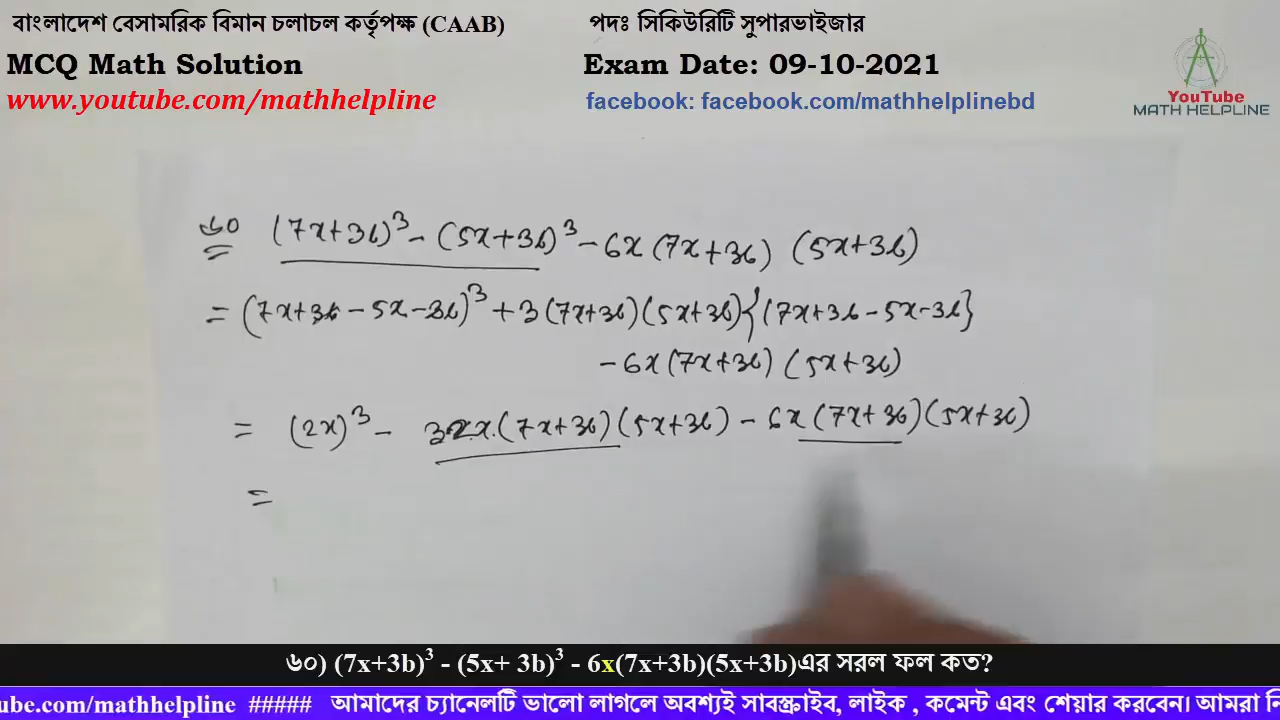 বাংলাদেশ বেসামরিক বিমান চলাচল কর্তৃপক্ষ (CAAB) পদঃ সিকিউরিটি সুপারভাইজার
MCQ Math Solution Exam Date: 09-10-2021
www.youtube.com/mathhelpline facebook: facebook.com/mathhelplinebd
YouTube
MATH HELPLINE
৬০ (7x+3b)³ - (5x+3b)³ - 6x (7x+3b) (5x+3b)
= (7x+3b - 5x - 3b)³ + 3 (7x+3b) (5x+3b) {(7x+3b - 5x - 3b}
- 6x (7x+3b) (5x+3b)
= (2x)³ - 3 2x. (7x+3b) (5x+3b) - 6x (7x+3b) (5x+3b)
=
৬০) (7x+3b)³ - (5x+ 3b)³ - 6x(7x+3b)(5x+3b)এর সরল ফল কত?
ube.com/mathhelpline ##### আমাদের চ্যানেলটি ভালো লাগলে অবশ্যই সাবস্ক্রাইব, লাইক , কমেন্ট এবং শেয়ার করবেন। আমরা নি